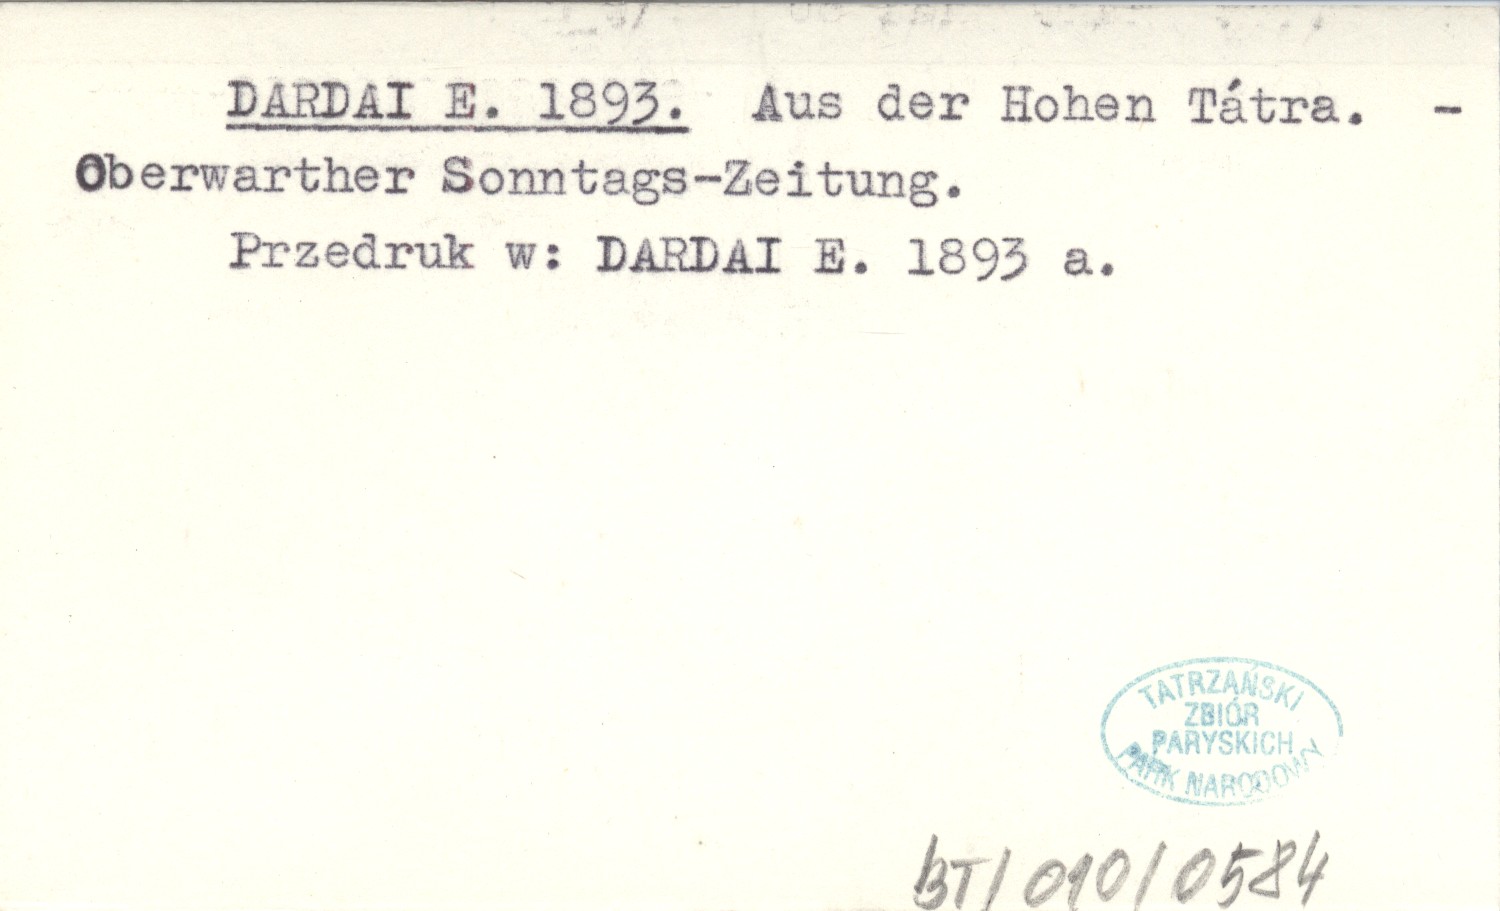 DARDAI E. 1893. Aus der Hohen Tátra. -
Oberwarther Sonntags-Zeitung.
Przedruk w: DARDAI E. 1893 a.
TATRZAŃSKI
ZBIÓR
PARYSKICH
PARK NARODOWY
BT/010/0584